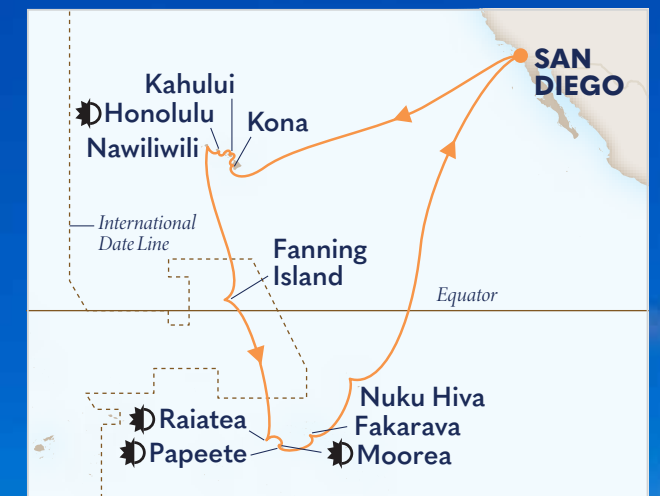 SAN
DIEGO
Kahului
Honolulu
Kona
Nawiliwili
International
Date Line
Fanning
Island
Equator
Nuku Hiva
Raiatea
Fakarava
Papeete
Moorea